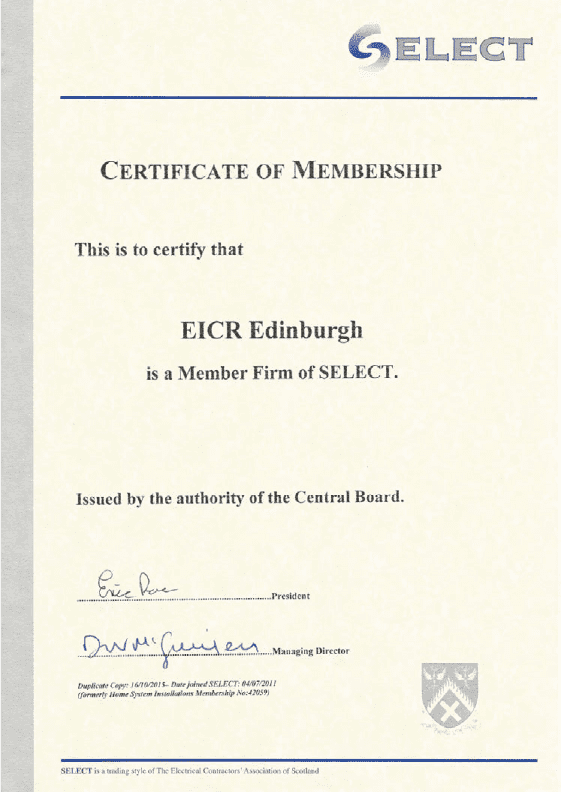 SELECT
CERTIFICATE OF MEMBERSHIP
This is to certify that
EICR Edinburgh
is a Member Firm of SELECT.
Issued by the authority of the Central Board.
President
Managing Director
Duplicate Copy: 16/10/2015– Date joined SELECT: 04/07/2011
(formerly Home System Installations Membership No:42059)
SELECT is a trading style of The Electrical Contractors' Association of Scotland